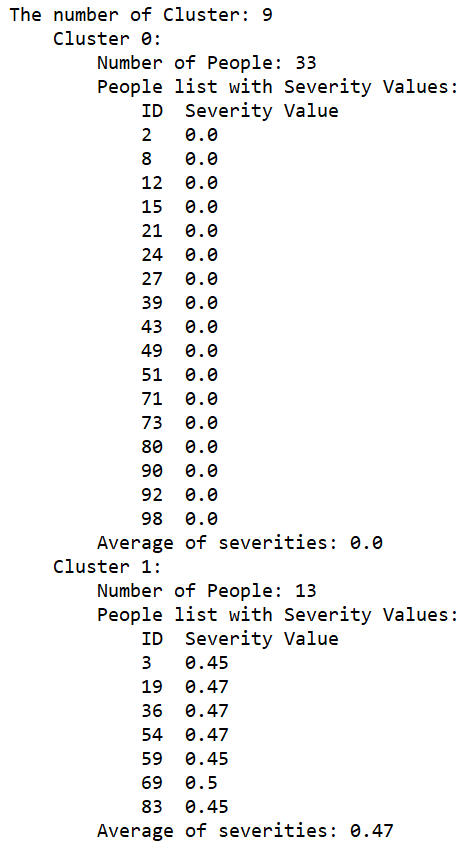 The number of Cluster: 9
Cluster 0:
Number of People: 33
People list with Severity Values:
ID Severity Value
2 0.0
8 0.0
12 0.0
15 0.0
21 0.0
24 0.0
27 0.0
39 0.0
43 0.0
49 0.0
51 0.0
71 0.0
73 0.0
80 0.0
90 0.0
92 0.0
98 0.0
Average of severities: 0.0
Cluster 1:
Number of People: 13
People list with Severity Values:
ID Severity Value
3 0.45
19 0.47
36 0.47
54 0.47
59 0.45
69 0.5
83 0.45
Average of severities: 0.47